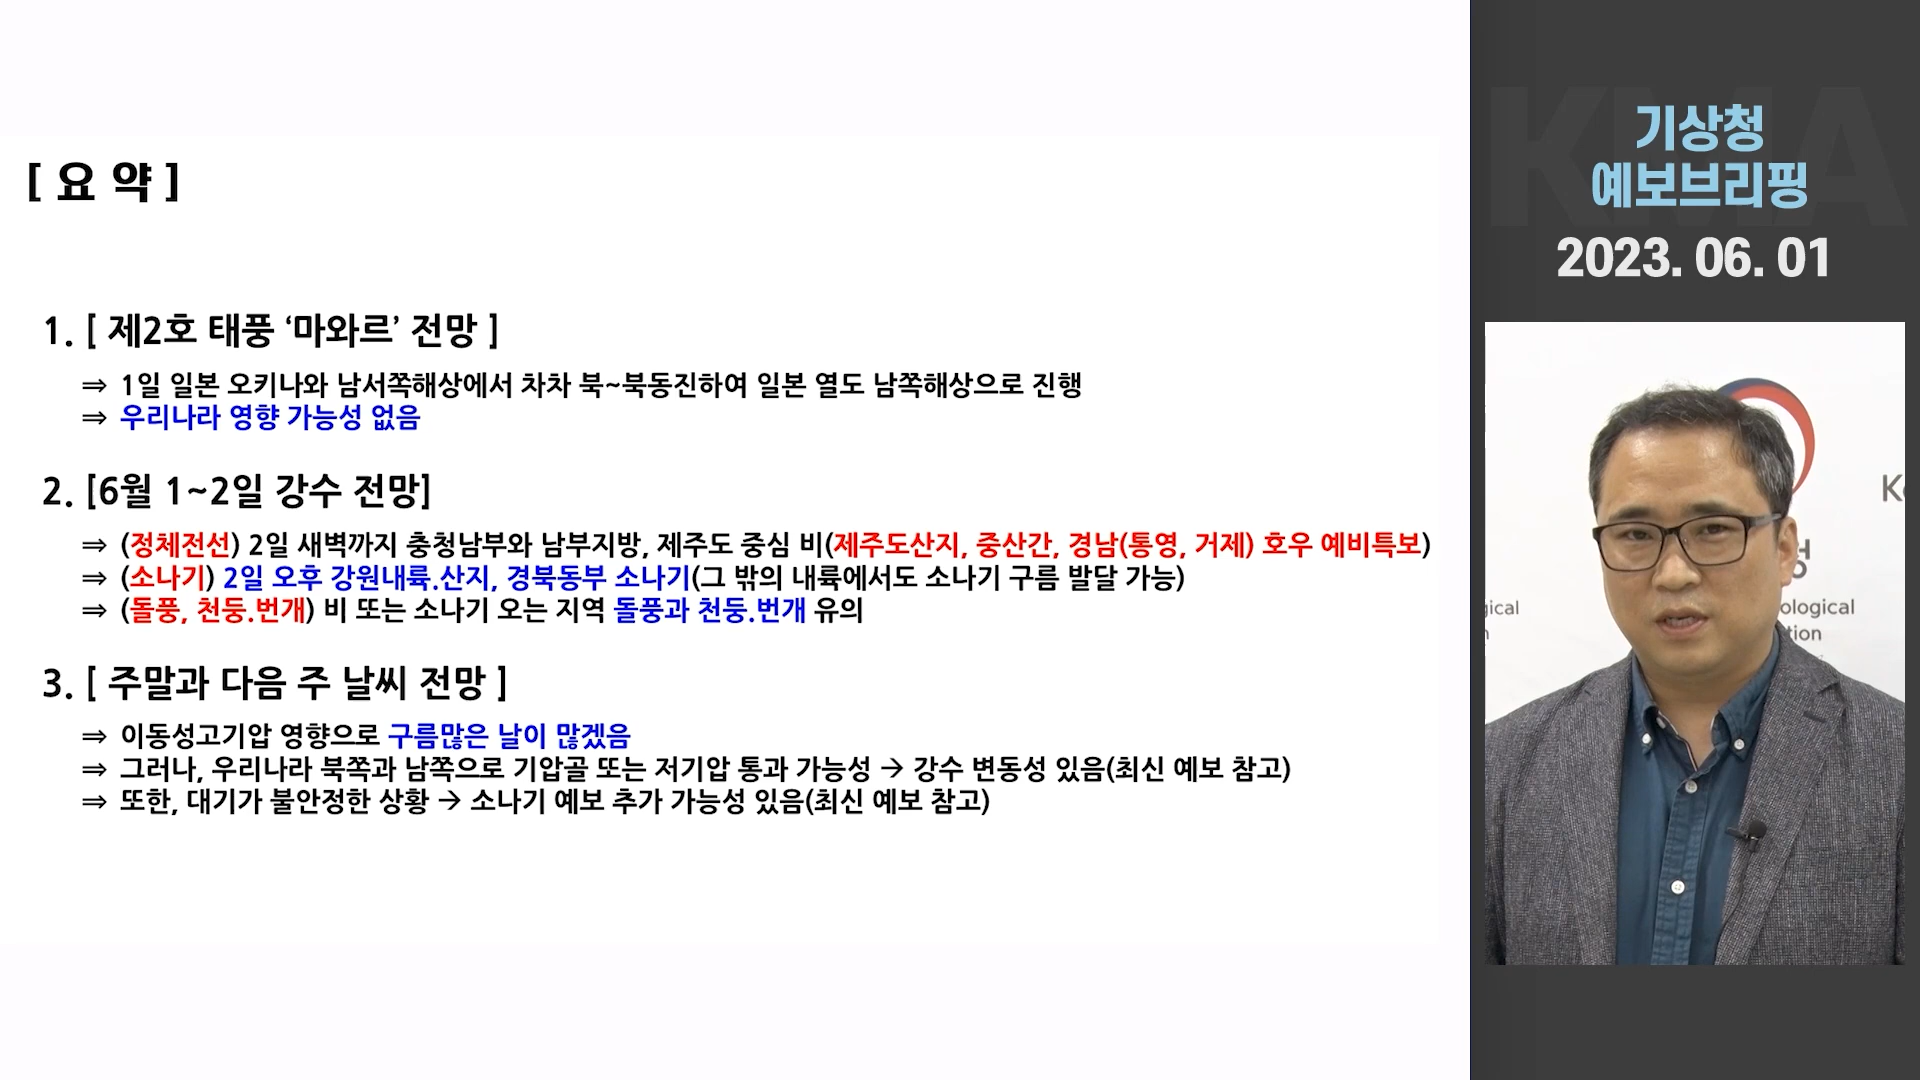 [ 요 약 ]
1. [ 제2호 태풍 ‘마와르’ 전망 ]
⇒ 1일 일본 오키나와 남서쪽해상에서 차차 북~북동진하여 일본 열도 남쪽해상으로 진행
⇒ 우리나라 영향 가능성 없음
2. [6월 1~2일 강수 전망]
⇒ (정체전선) 2일 새벽까지 충청남부와 남부지방, 제주도 중심 비(제주도산지, 중산간, 경남(통영, 거제) 호우 예비특보)
⇒ (소나기) 2일 오후 강원내륙.산지, 경북동부 소나기(그 밖의 내륙에서도 소나기 구름 발달 가능)
⇒ (돌풍, 천둥.번개) 비 또는 소나기 오는 지역 돌풍과 천둥.번개 유의
3. [ 주말과 다음 주 날씨 전망 ]
⇒ 이동성고기압 영향으로 구름많은 날이 많겠음
⇒ 그러나, 우리나라 북쪽과 남쪽으로 기압골 또는 저기압 통과 가능성 → 강수 변동성 있음(최신 예보 참고)
⇒ 또한, 대기가 불안정한 상황 → 소나기 예보 추가 가능성 있음(최신 예보 참고)
KMA
기상청
예보브리핑
2023. 06. 01